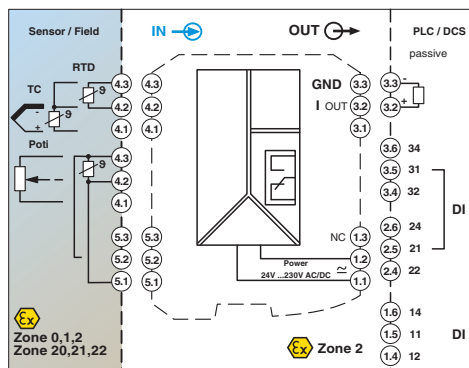 Sensor / Field
IN
OUT
PLC / DCS
passive
RTD
TC
ϑ
4.3
4.3
GND
3.3
3.3
-
-
+
ϑ
4.2
4.2
I OUT
3.2
3.2
+
4.1
4.1
3.1
Poti
ϑ
4.3
4.2
4.1
3.6 34
3.5 31
3.4 32
DI
5.3
5.3
NC
1.3
2.6 24
5.2
5.2
Power
1.2
2.5 21
24V ...230V AC/DC
≃
5.1
5.1
1.1
2.4 22
Ex
Zone 0,1,2
Zone 20,21,22
Ex
Zone 2
1.6 14
1.5 11
DI
1.4 12